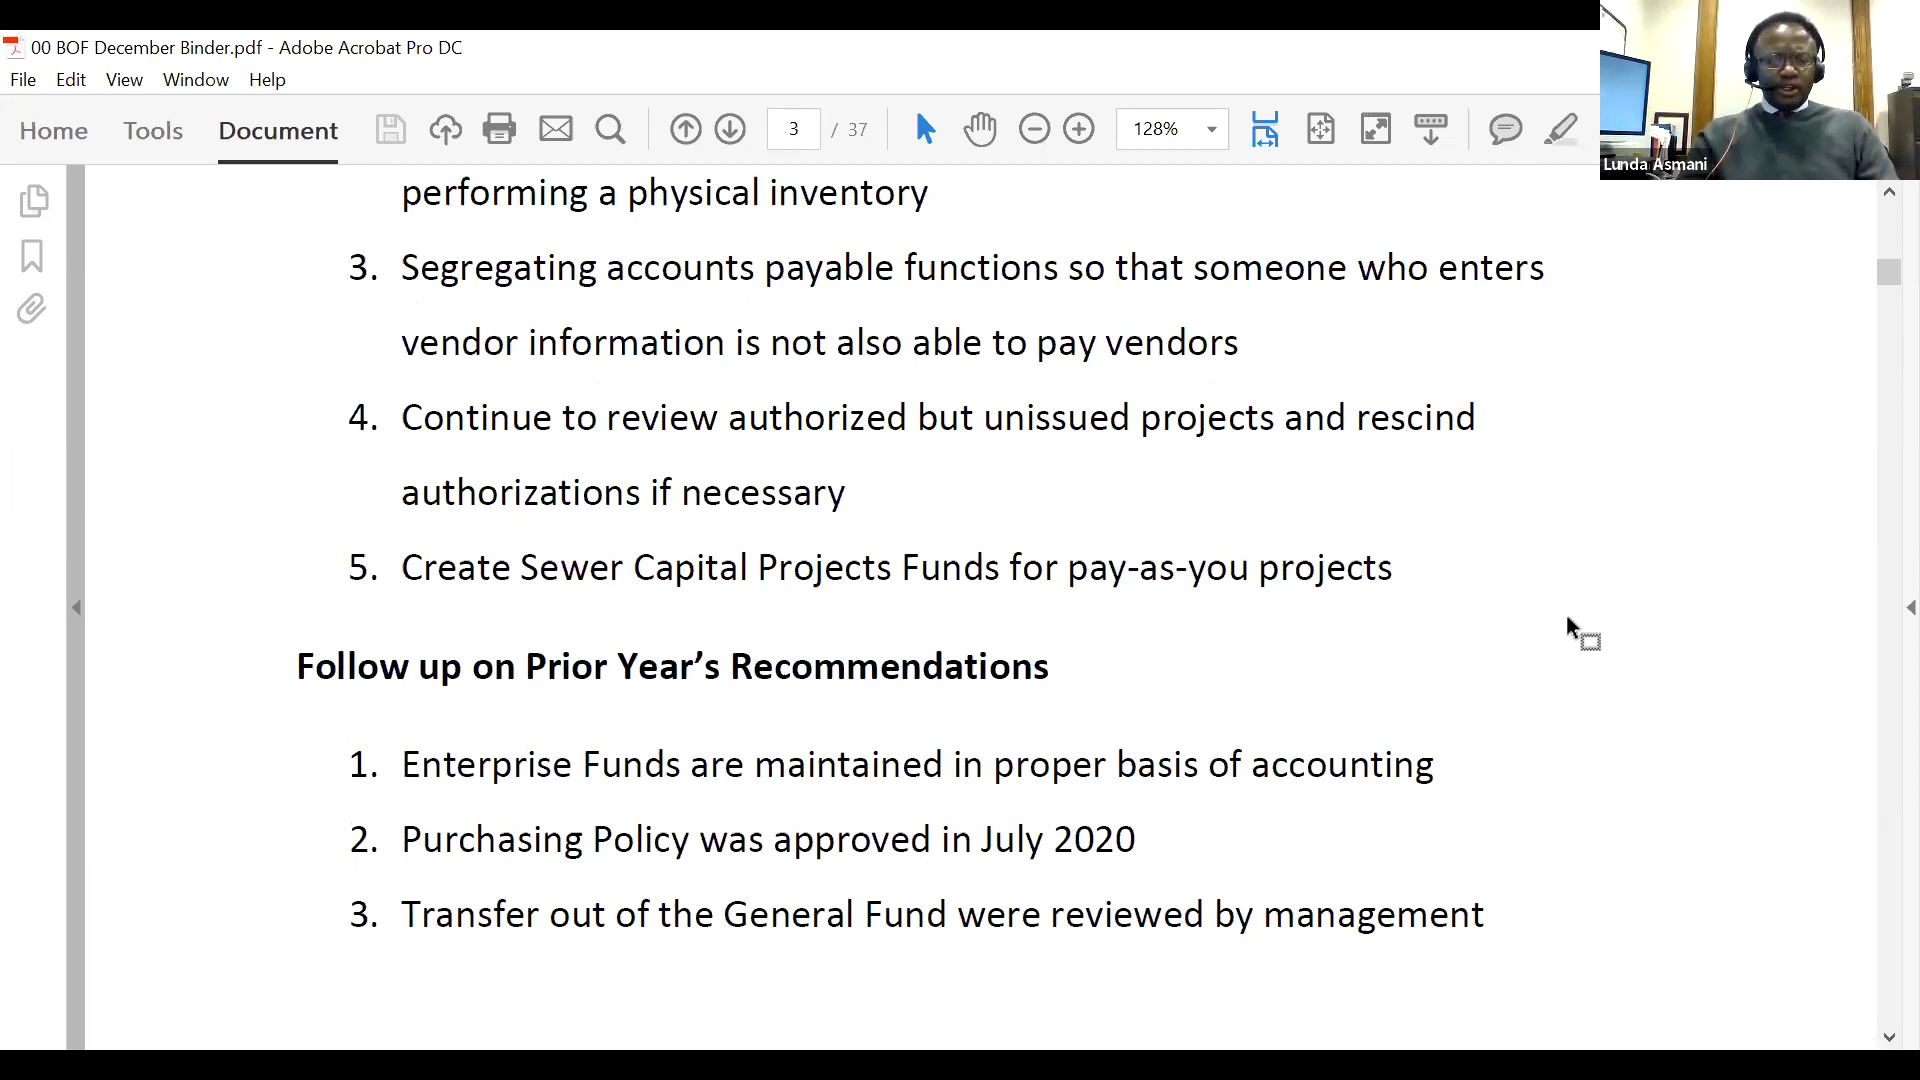 00 BOF December Binder.pdf - Adobe Acrobat Pro DC
File Edit View Window Help
Home Tools Document 3 / 37 128%
Lunda Asmani
performing a physical inventory
3. Segregating accounts payable functions so that someone who enters
vendor information is not also able to pay vendors
4. Continue to review authorized but unissued projects and rescind
authorizations if necessary
5. Create Sewer Capital Projects Funds for pay-as-you projects
Follow up on Prior Year’s Recommendations
1. Enterprise Funds are maintained in proper basis of accounting
2. Purchasing Policy was approved in July 2020
3. Transfer out of the General Fund were reviewed by management